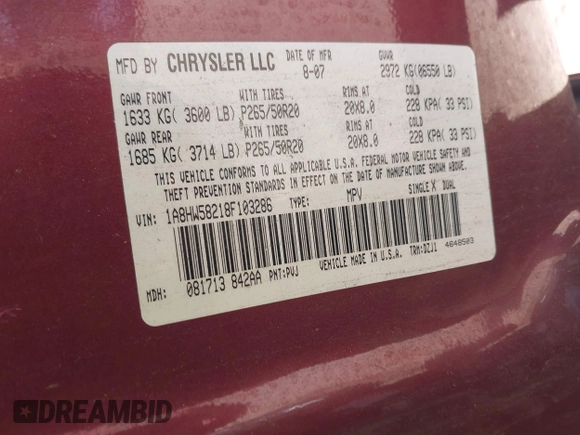 MFD BY CHRYSLER LLC DATE OF MFR 8-07 GVWR 2972 KG(06550 LB)
GAWR FRONT WITH TIRES RIMS AT COLD
1633 KG( 3600 LB) P265/50R20 20X8.0 228 KPA( 33 PSI)
GAWR REAR WITH TIRES RIMS AT COLD
1685 KG( 3714 LB) P265/50R20 20X8.0 228 KPA( 33 PSI)
THIS VEHICLE CONFORMS TO ALL APPLICABLE U.S.A. FEDERAL MOTOR VEHICLE SAFETY AND
THEFT PREVENTION STANDARDS IN EFFECT ON THE DATE OF MANUFACTURE SHOWN ABOVE.
VIN: 1A8HW58218F103286 TYPE: MPV SINGLE X DUAL
MDH: 081713 842AA PNT: PVJ VEHICLE MADE IN U.S.A. TRM: DZJ1 4648503
DREAMBID